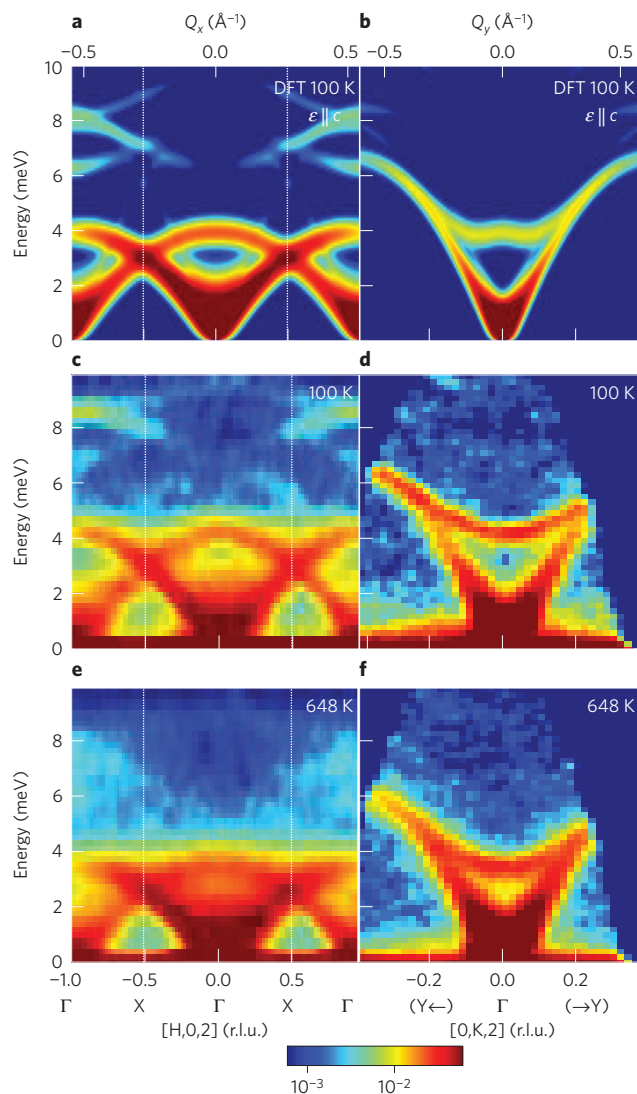 Qx (Å⁻¹) Qy (Å⁻¹)
a b
−0.5 0.0 0.5 −0.5 0.0 0.5
10
8
6
4
2
0
Energy (meV)
DFT 100 K DFT 100 K
ε || c ε || c
c d
8
6
4
2
0
Energy (meV)
100 K 100 K
e f
8
6
4
2
0
Energy (meV)
648 K 648 K
−1.0 −0.5 0.0 0.5 −0.2 0.0 0.2
Γ X Γ X Γ (Y←) Γ (→Y)
[H,0,2] (r.l.u.) [0,K,2] (r.l.u.)
10⁻³ 10⁻²